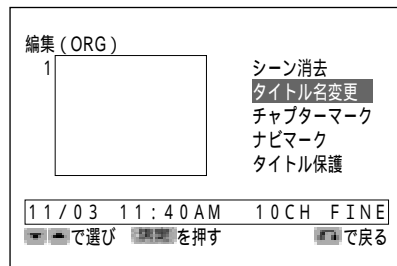 編集(ORG)
1
シーン消去
タイトル名変更
チャプターマーク
ナビマーク
タイトル保護
11/03 11:40AM 10CH FINE
で選び 決定 を押す で戻る